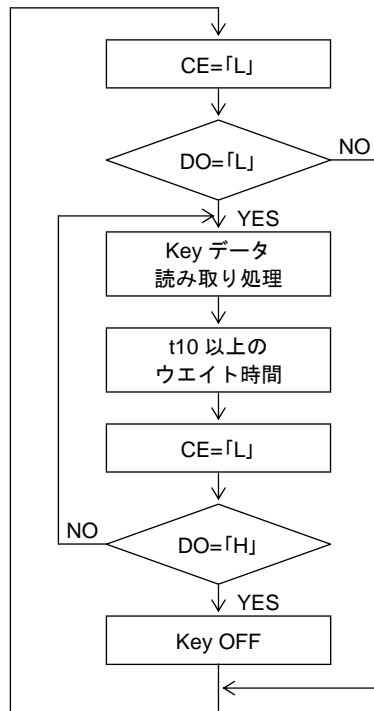 CE=「L」
DO=「L」
NO
YES
Key データ
読み取り処理
t10 以上の
ウエイト時間
CE=「L」
NO
DO=「H」
YES
Key OFF